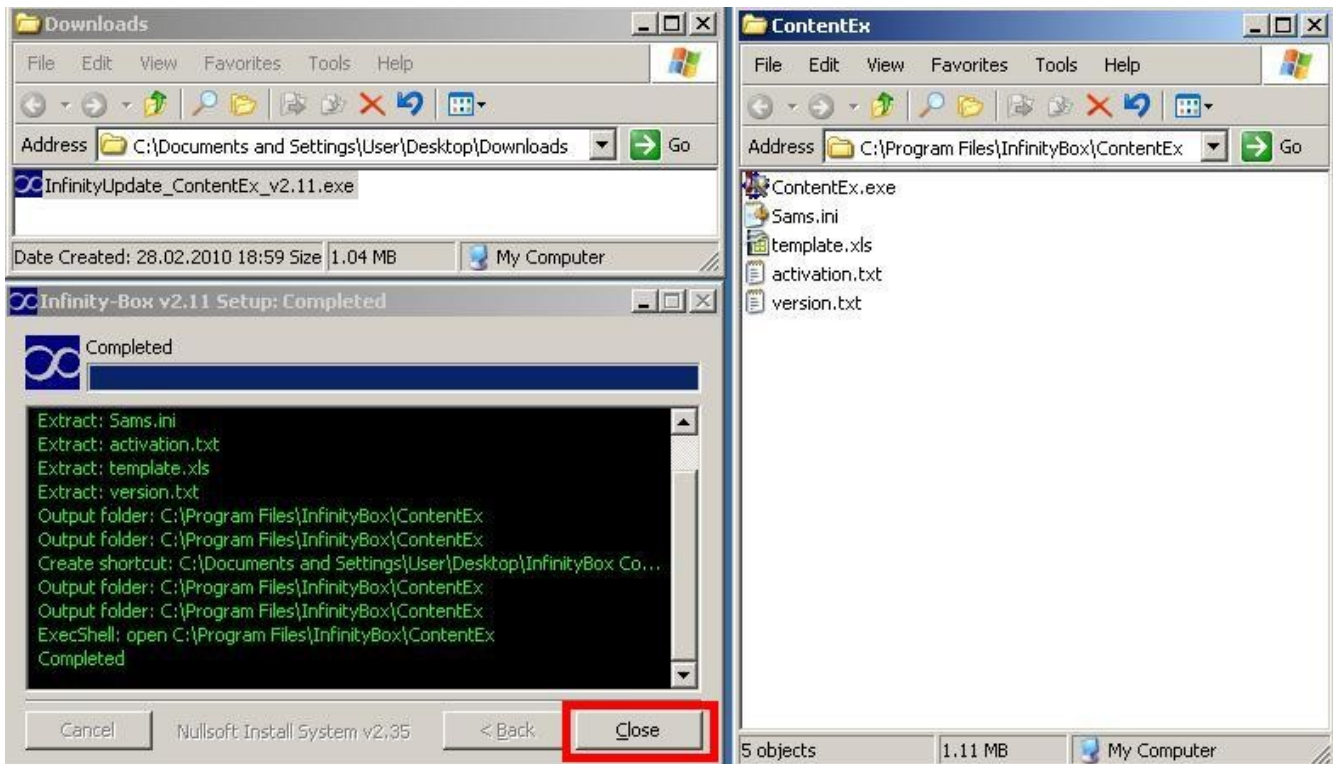 Downloads
File Edit View Favorites Tools Help
Address C:\Documents and Settings\User\Desktop\Downloads Go
InfinityUpdate_ContentEx_v2.11.exe
Date Created: 28.02.2010 18:59 Size 1.04 MB My Computer
Infinity-Box v2.11 Setup: Completed
Completed
Extract: Sams.ini
Extract: activation.txt
Extract: template.xls
Extract: version.txt
Output folder: C:\Program Files\InfinityBox\ContentEx
Output folder: C:\Program Files\InfinityBox\ContentEx
Create shortcut: C:\Documents and Settings\User\Desktop\InfinityBox Co...
Output folder: C:\Program Files\InfinityBox\ContentEx
Output folder: C:\Program Files\InfinityBox\ContentEx
ExecShell: open C:\Program Files\InfinityBox\ContentEx
Completed
Cancel Nullsoft Install System v2.35 < Back Close
ContentEx
File Edit View Favorites Tools Help
Address C:\Program Files\InfinityBox\ContentEx Go
ContentEx.exe
Sams.ini
template.xls
activation.txt
version.txt
5 objects 1.11 MB My Computer